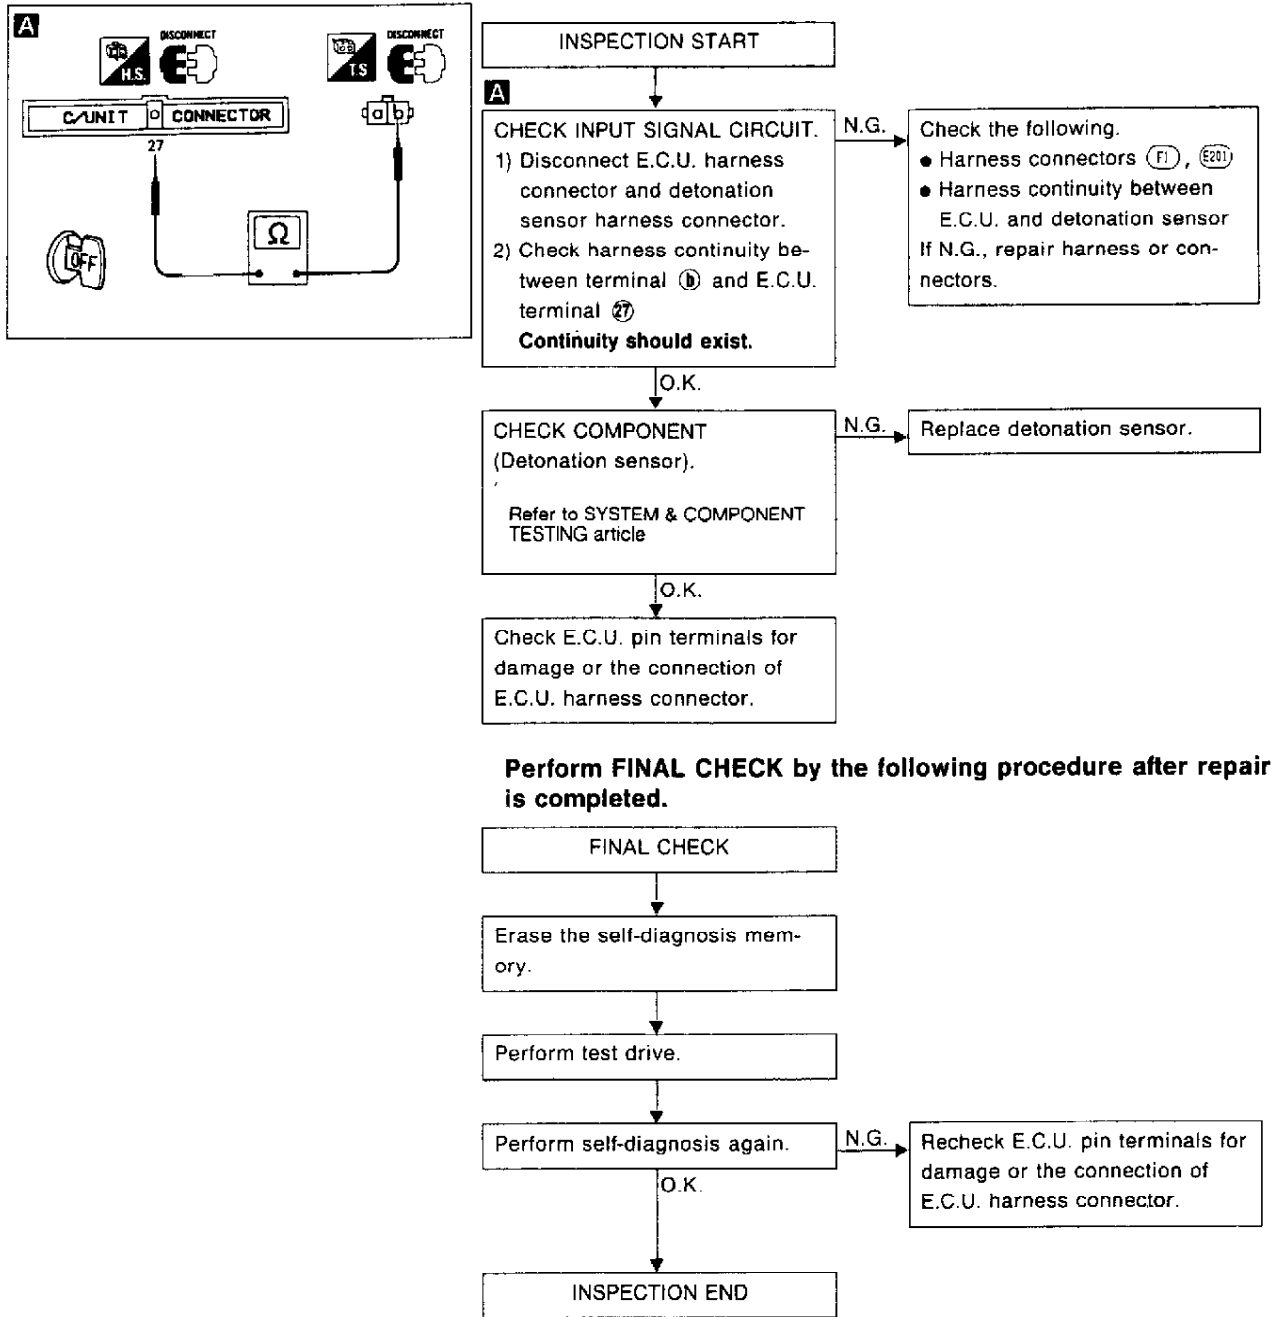 A
DISCONNECT
H.S.
DISCONNECT
T.S
C/UNIT CONNECTOR
27
a b
Ω
OFF
INSPECTION START
A
CHECK INPUT SIGNAL CIRCUIT.
1) Disconnect E.C.U. harness
connector and detonation
sensor harness connector.
2) Check harness continuity be-
tween terminal ⓑ and E.C.U.
terminal ㉗
Continuity should exist.
N.G.
Check the following.
● Harness connectors (F1), (E201)
● Harness continuity between
E.C.U. and detonation sensor
If N.G., repair harness or con-
nectors.
O.K.
CHECK COMPONENT
(Detonation sensor).
Refer to SYSTEM & COMPONENT
TESTING article
N.G.
Replace detonation sensor.
O.K.
Check E.C.U. pin terminals for
damage or the connection of
E.C.U. harness connector.
Perform FINAL CHECK by the following procedure after repair
is completed.
FINAL CHECK
Erase the self-diagnosis mem-
ory.
Perform test drive.
Perform self-diagnosis again.
N.G.
Recheck E.C.U. pin terminals for
damage or the connection of
E.C.U. harness connector.
O.K.
INSPECTION END